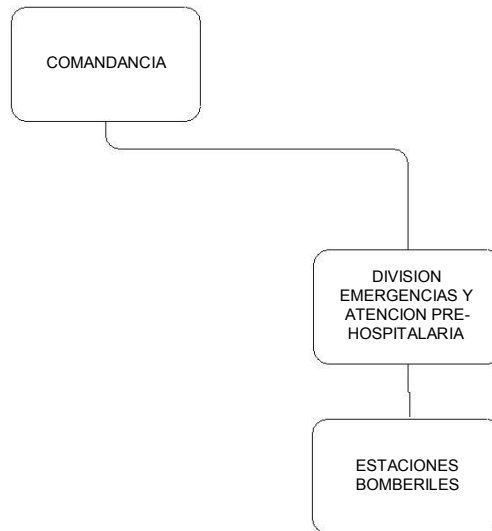 COMANDANCIA
DIVISION
EMERGENCIAS Y
ATENCION PRE-
HOSPITALARIA
ESTACIONES
BOMBERILES